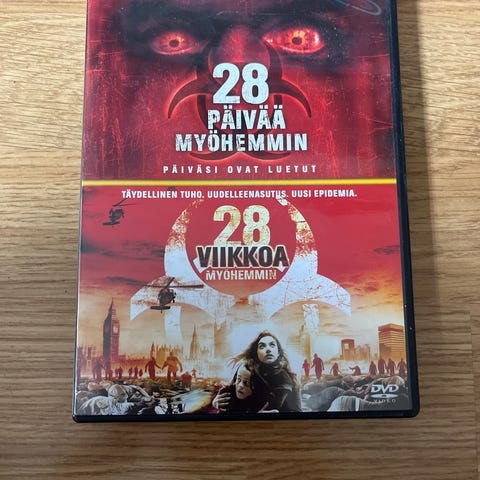 28
PÄIVÄÄ
MYÖHEMMIN
PÄIVÄSI OVAT LUETUT
TÄYDELLINEN TUHO. UUDELLEENASUTUS. UUSI EPIDEMIA.
28
VIIKKOA
MYÖHEMMIN
DVD
VIDEO